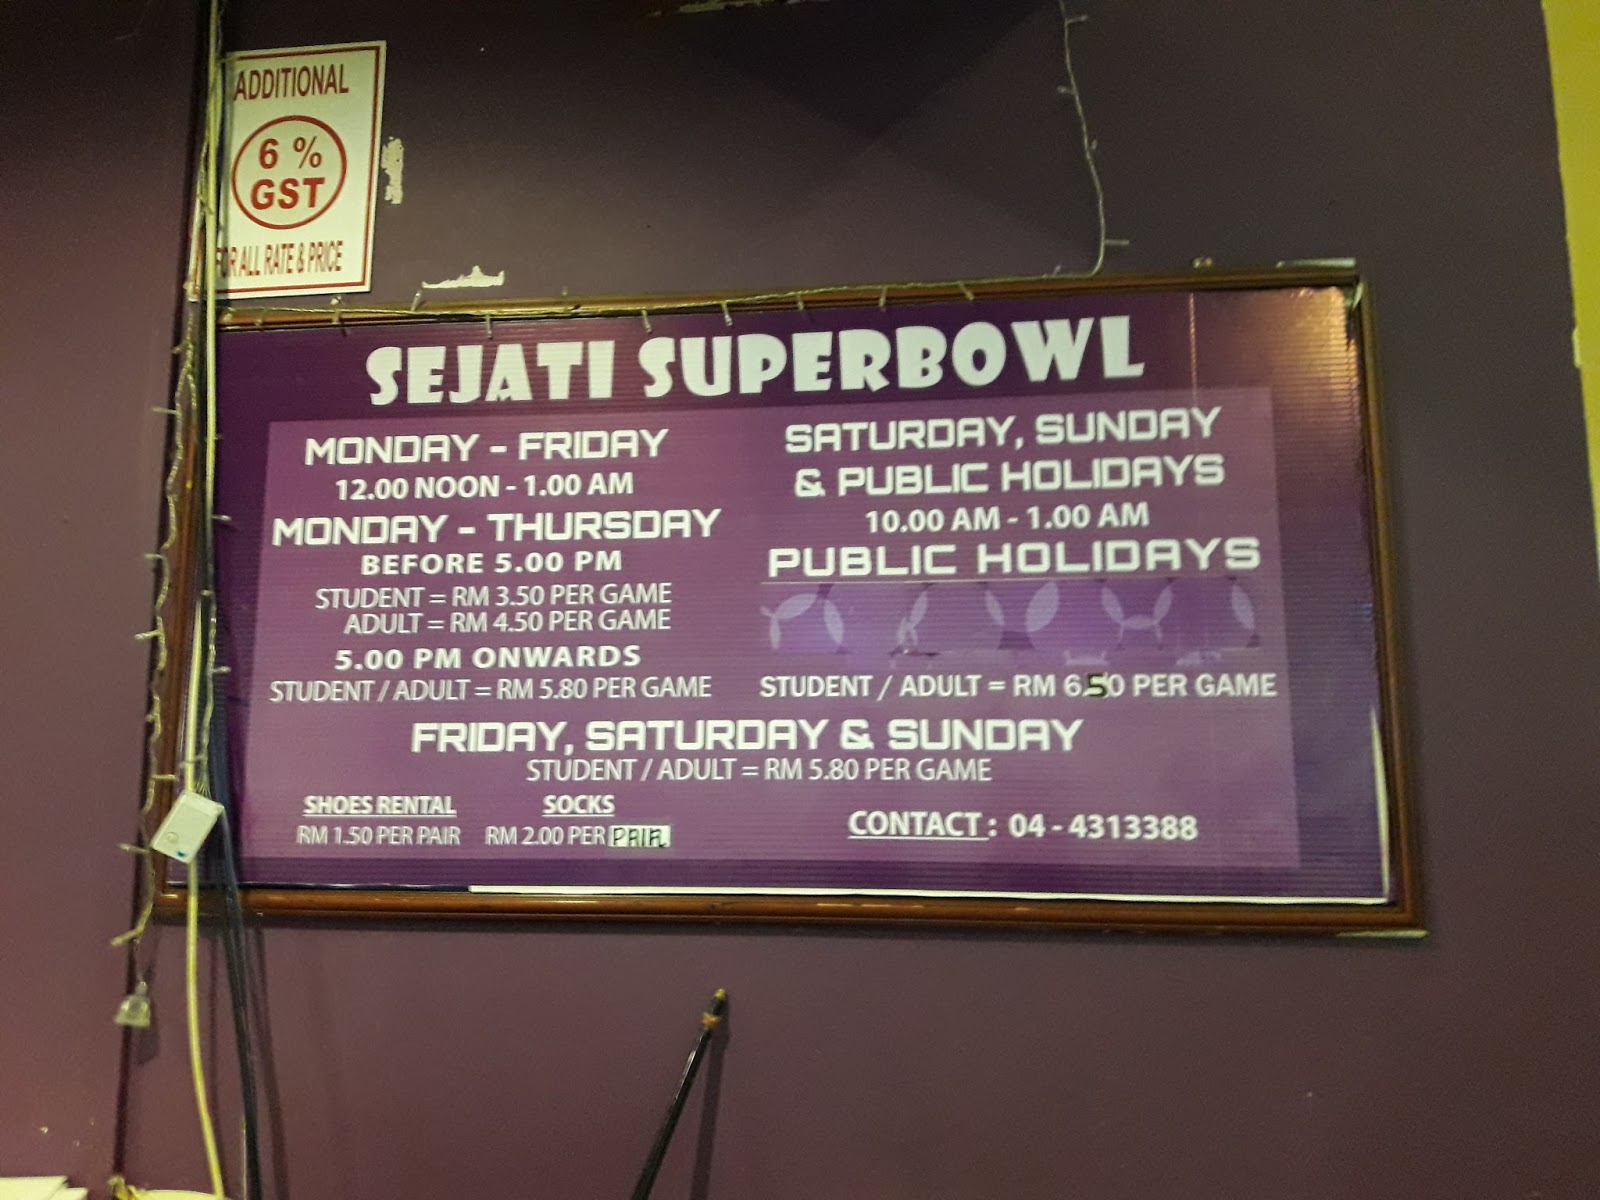 ADDITIONAL
6 %
GST
FOR ALL RATE & PRICE
SEJATI SUPERBOWL
MONDAY - FRIDAY
12.00 NOON - 1.00 AM
MONDAY - THURSDAY
BEFORE 5.00 PM
STUDENT = RM 3.50 PER GAME
ADULT = RM 4.50 PER GAME
5.00 PM ONWARDS
STUDENT / ADULT = RM 5.80 PER GAME
SATURDAY, SUNDAY
& PUBLIC HOLIDAYS
10.00 AM - 1.00 AM
PUBLIC HOLIDAYS
STUDENT / ADULT = RM 6.50 PER GAME
FRIDAY, SATURDAY & SUNDAY
STUDENT / ADULT = RM 5.80 PER GAME
SHOES RENTAL
RM 1.50 PER PAIR
SOCKS
RM 2.00 PER PAIR
CONTACT : 04 - 4313388